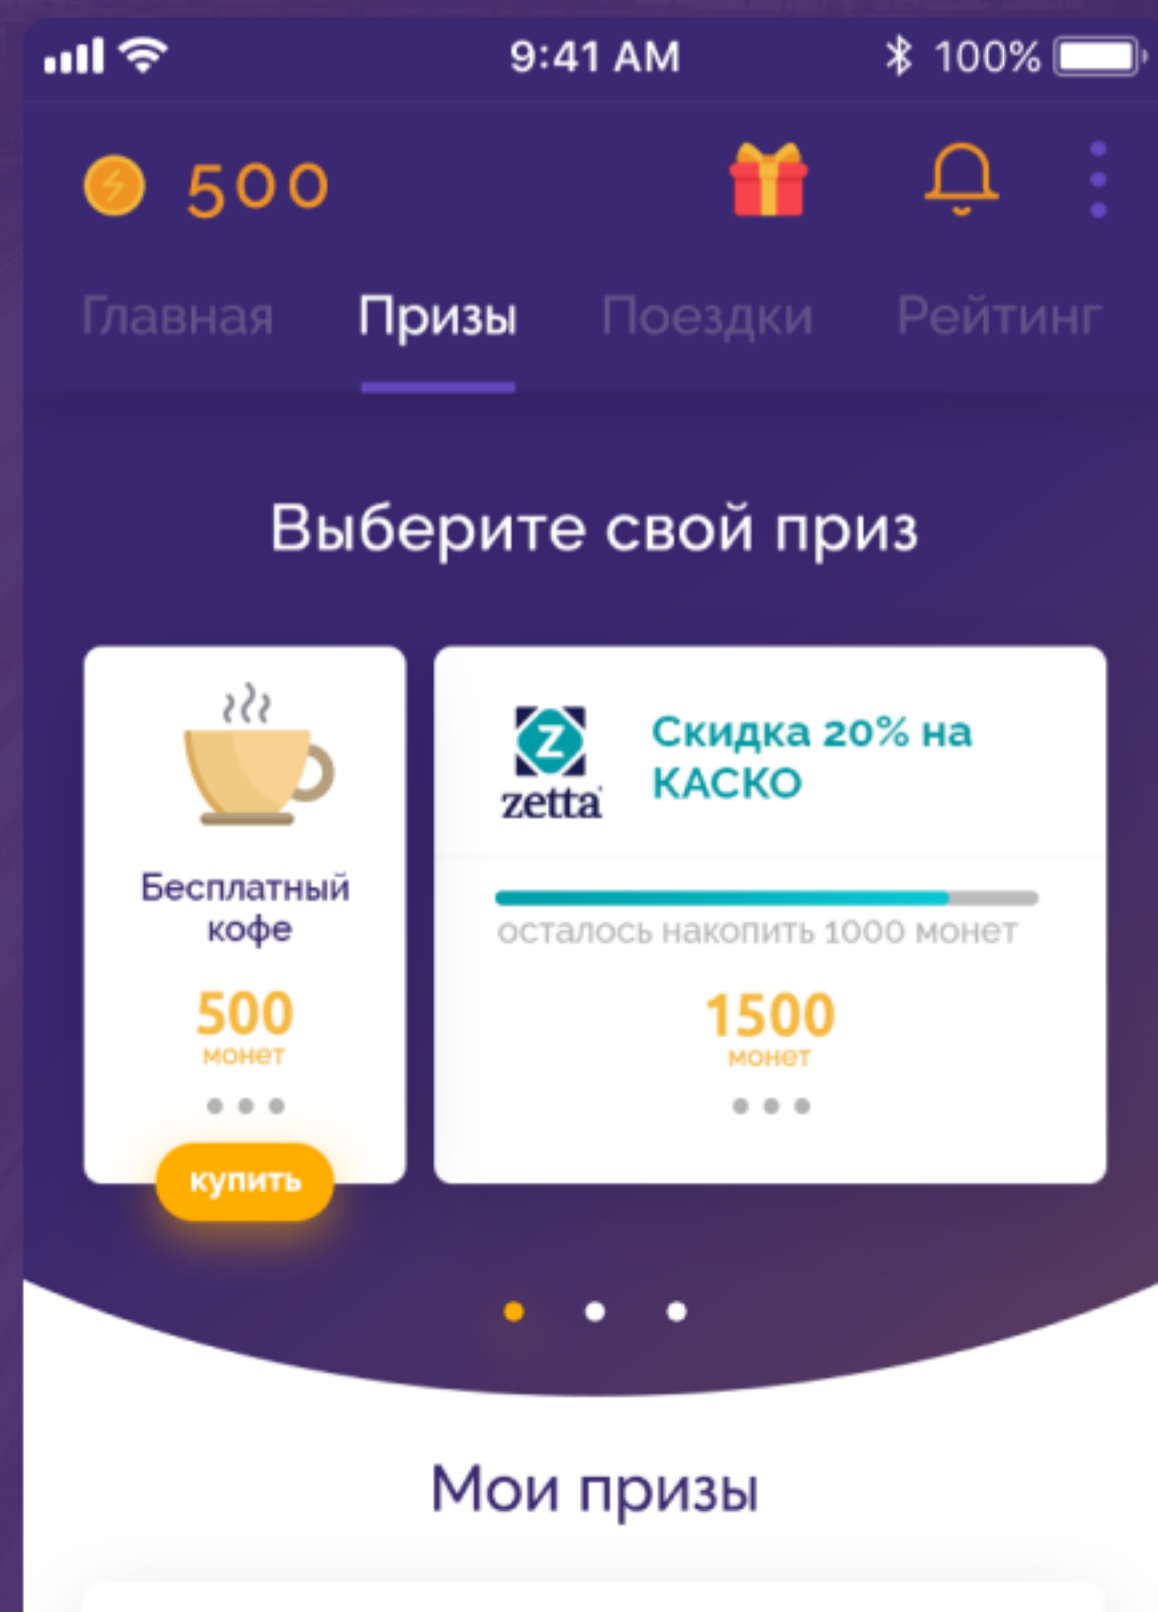 9:41 AM
100%
500
Главная Призы Поездки Рейтинг
Выберите свой приз
Бесплатный
кофе
500
монет
купить
Z
zetta
Скидка 20% на
КАСКО
осталось накопить 1000 монет
1500
монет
Мои призы